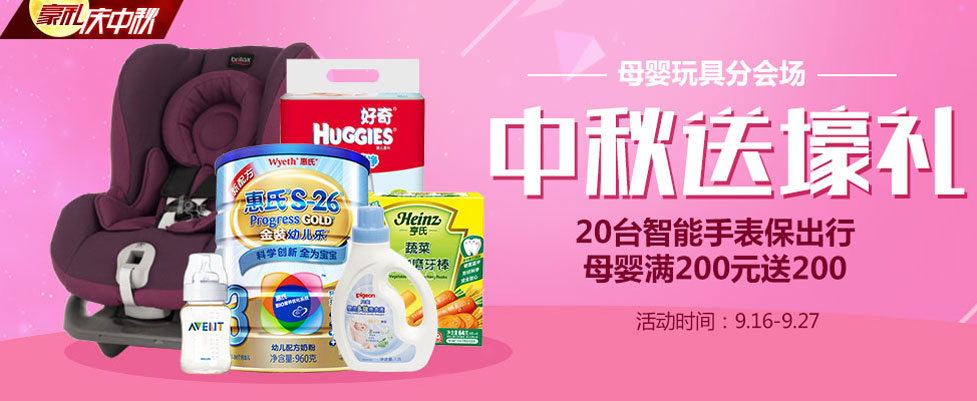 豪礼庆中秋
母婴玩具分会场
中秋送壕礼
20台智能手表保出行
母婴满200元送200
活动时间：9.16-9.27
britax
好奇
HUGGIES
净
Wyeth 惠氏
新配方
惠氏 S-26
Progress GOLD
金装幼儿乐
科学创新 全为宝宝
惠氏
3
幼儿配方奶粉
净含量:960克
AVENT
pigeon
Heinz
亨氏
蔬菜
磨牙棒